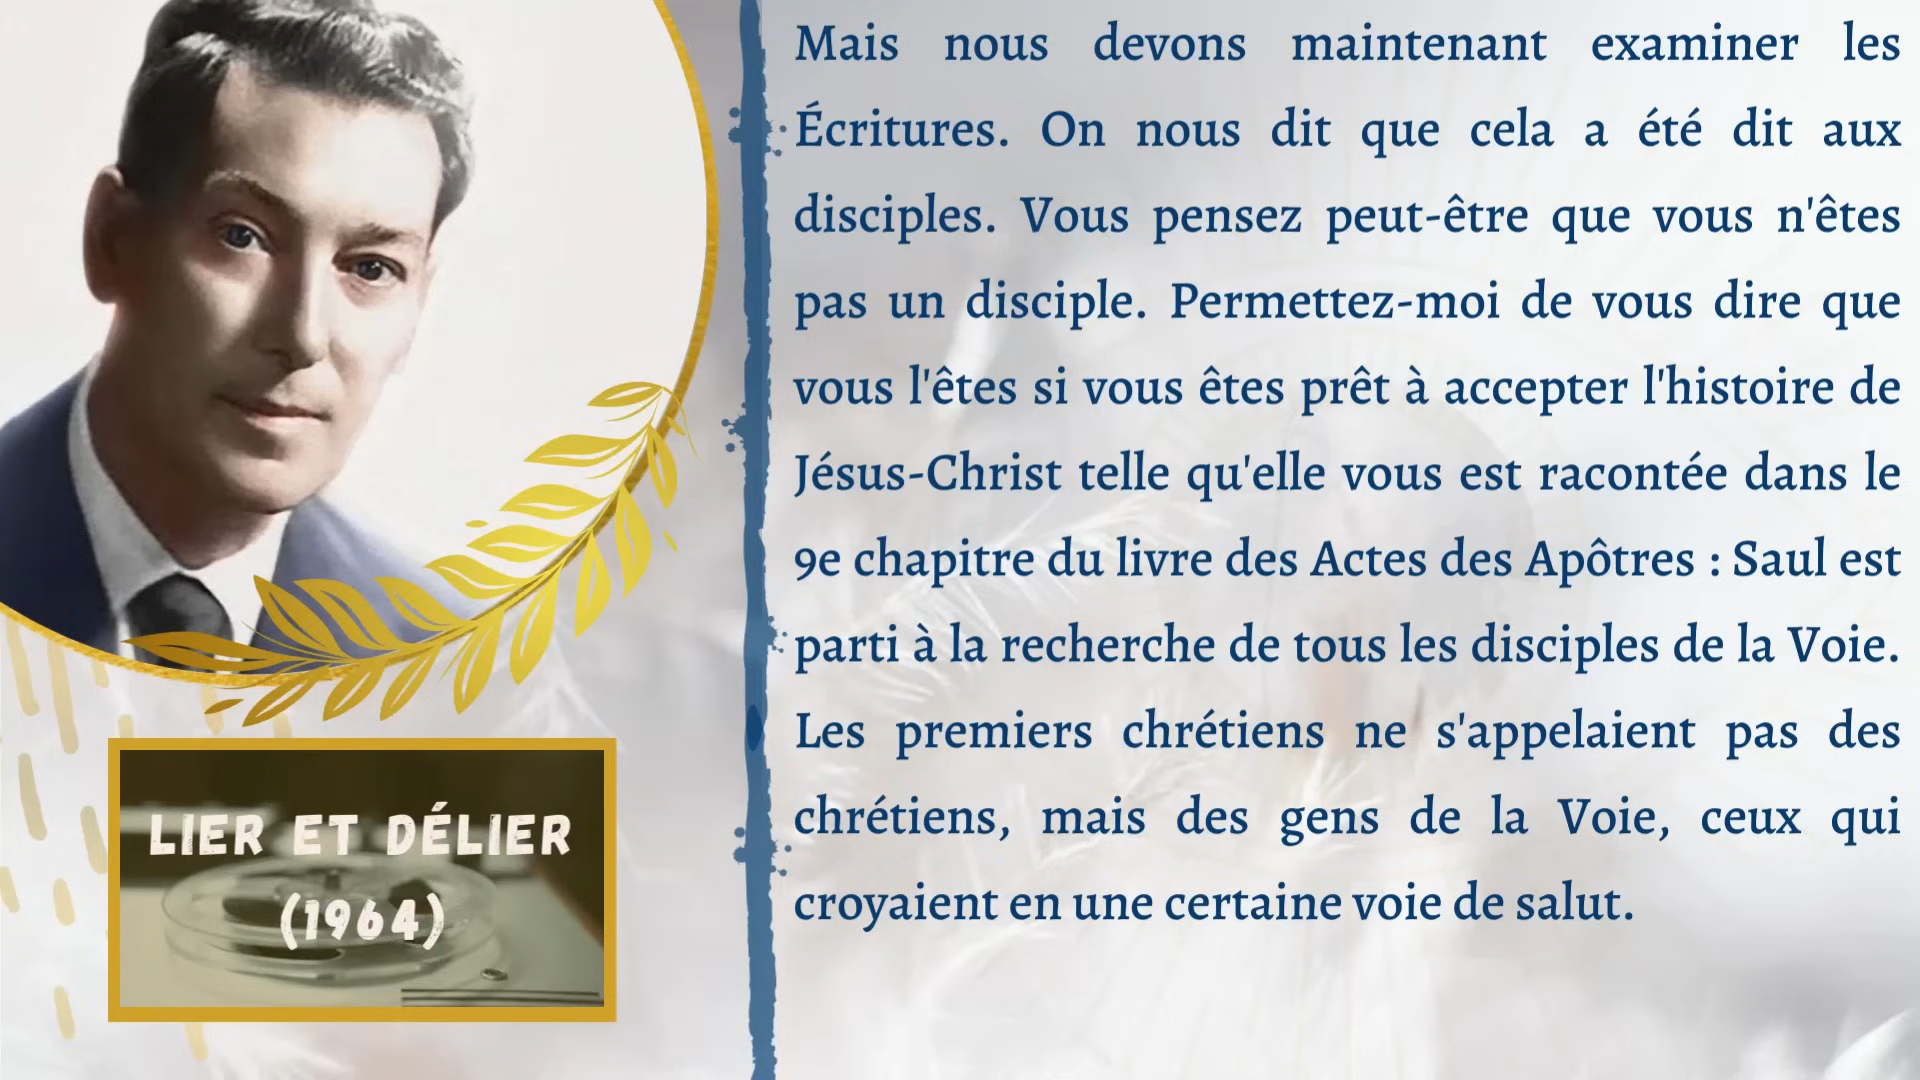 Mais nous devons maintenant examiner les
Écritures. On nous dit que cela a été dit aux
disciples. Vous pensez peut-être que vous n'êtes
pas un disciple. Permettez-moi de vous dire que
vous l'êtes si vous êtes prêt à accepter l'histoire de
Jésus-Christ telle qu'elle vous est racontée dans le
9e chapitre du livre des Actes des Apôtres : Saul est
parti à la recherche de tous les disciples de la Voie.
Les premiers chrétiens ne s'appelaient pas des
chrétiens, mais des gens de la Voie, ceux qui
croyaient en une certaine voie de salut.
LIER ET DÉLIER
(1964)